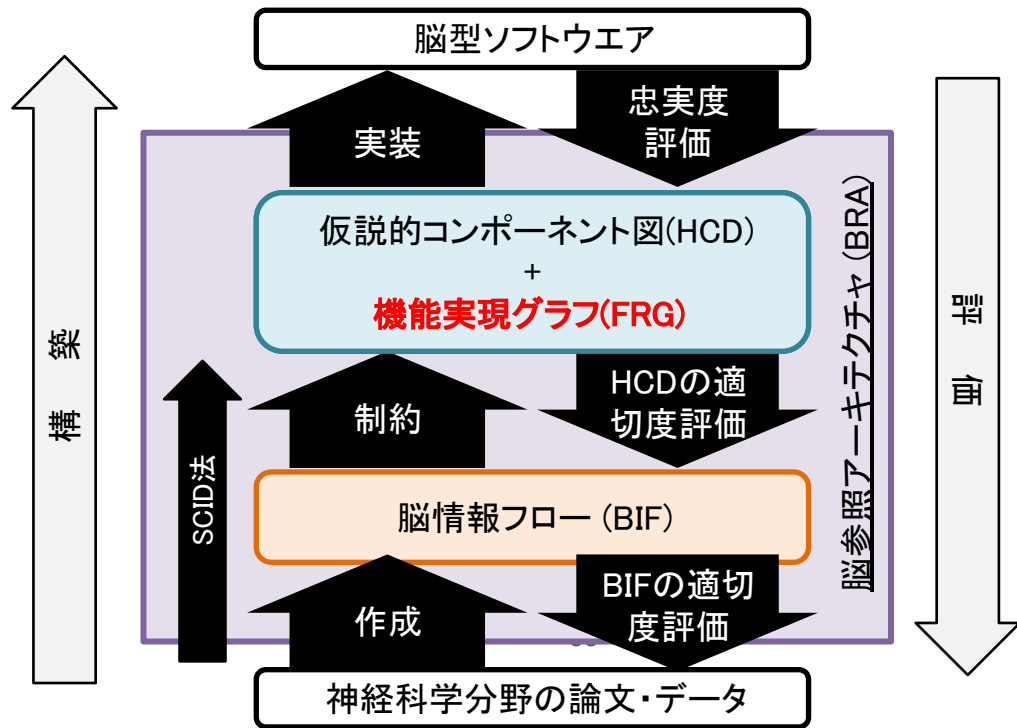 脳型ソフトウエア
実装
忠実度
評価
仮説的コンポーネント図(HCD)
+
機能実現グラフ(FRG)
制約
HCDの適
切度評価
脳情報フロー (BIF)
作成
BIFの適切
度評価
神経科学分野の論文・データ
構築
SCID法
脳参照アーキテクチャ(BRA)
評価